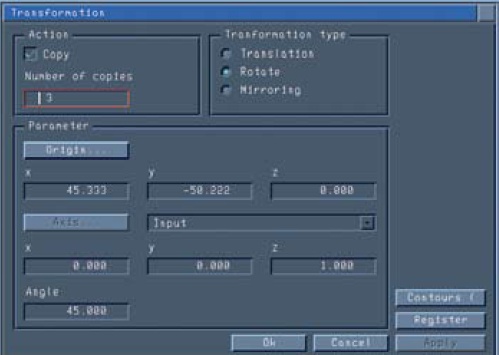 Transformation
Action
Copy
Number of copies
3
Transformation type
Translation
Rotate
Mirroring
Parameter
Origin...
x y z
45.333 -50.222 0.000
Axis... Input
x y z
0.000 0.000 1.000
Angle
45.000
Contours (
Register
Ok Cancel Apply